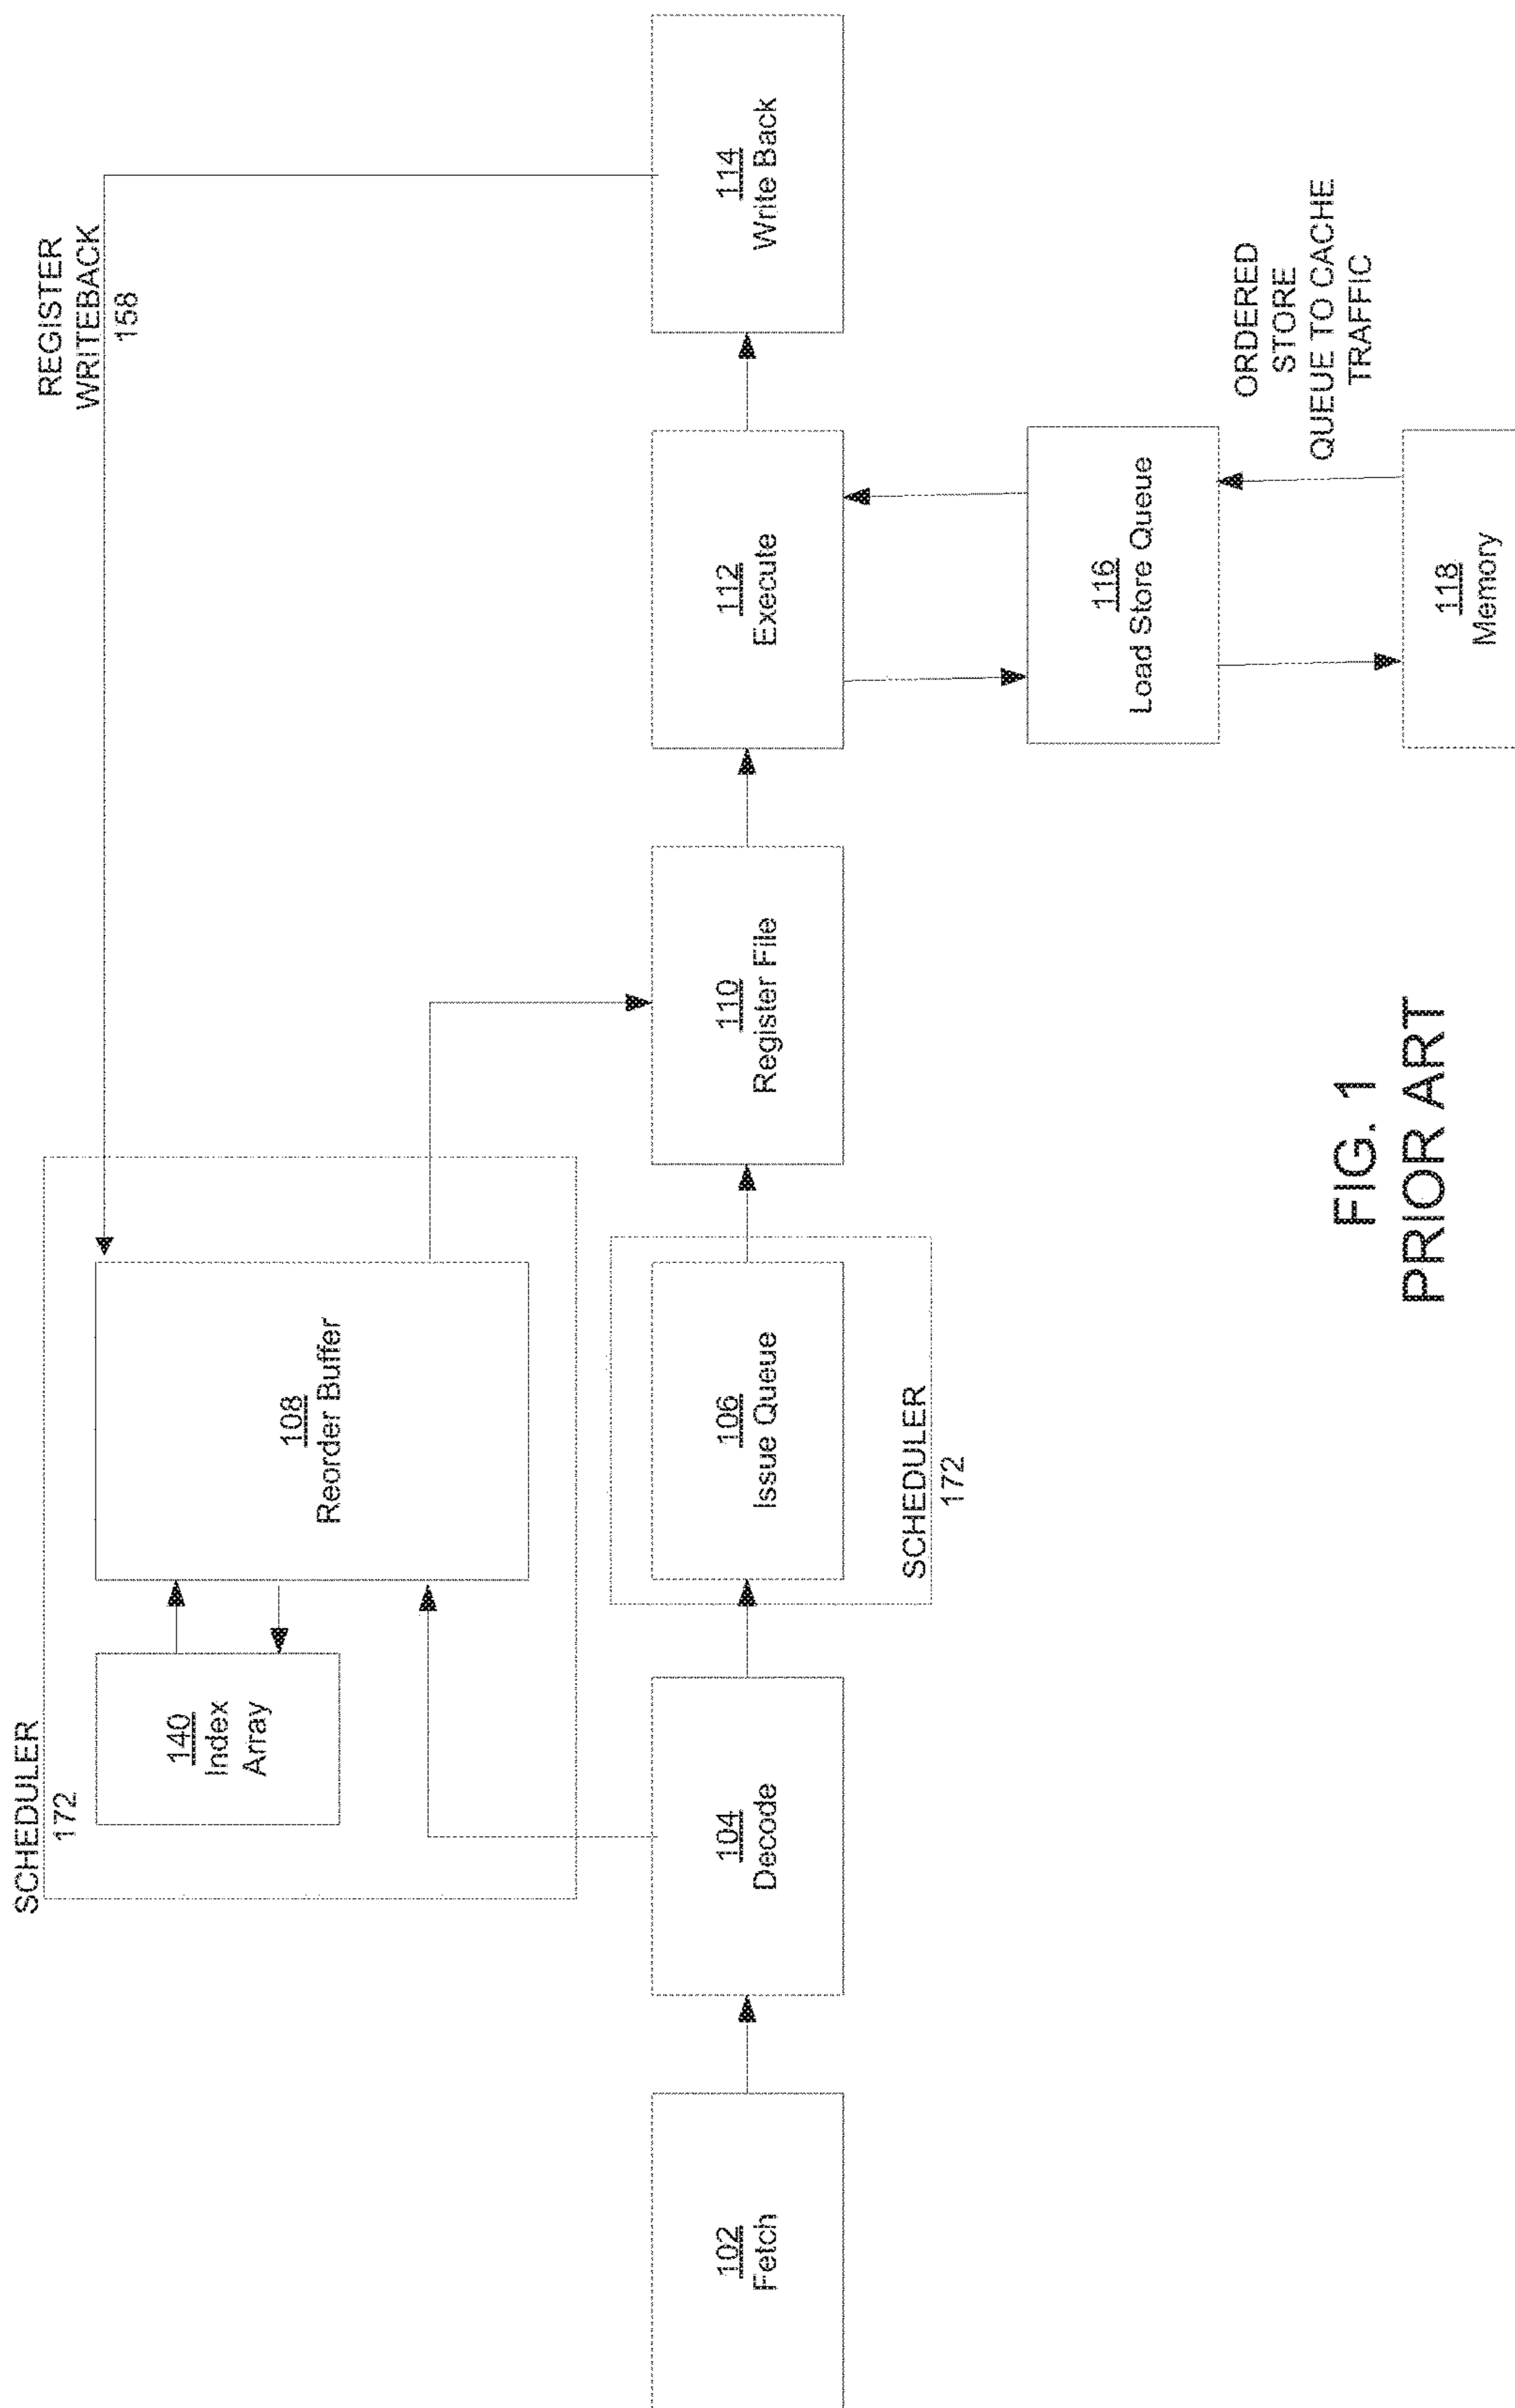 SCHEDULER
172
140
Index
Array
108
Reorder Buffer
REGISTER
WRITEBACK
158
102
Fetch
104
Decode
106
Issue Queue
SCHEDULER
172
110
Register File
112
Execute
114
Write Back
116
Load Store Queue
ORDERED
STORE
QUEUE TO CACHE
TRAFFIC
118
Memory
FIG. 1
PRIOR ART